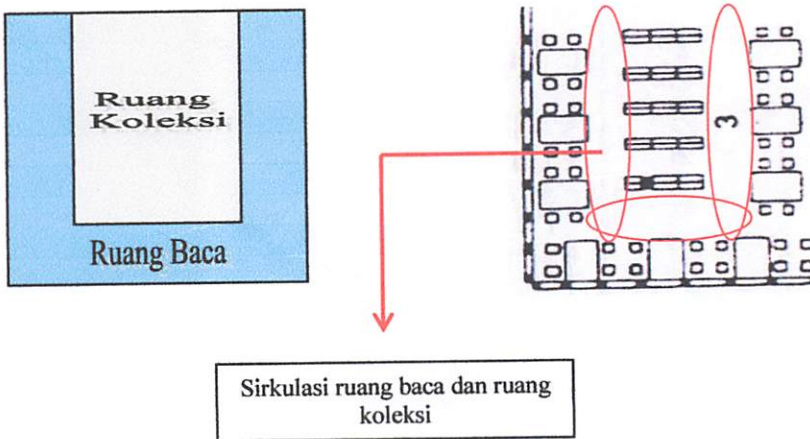 Ruang
Koleksi
Ruang Baca
3
Sirkulasi ruang baca dan ruang
koleksi